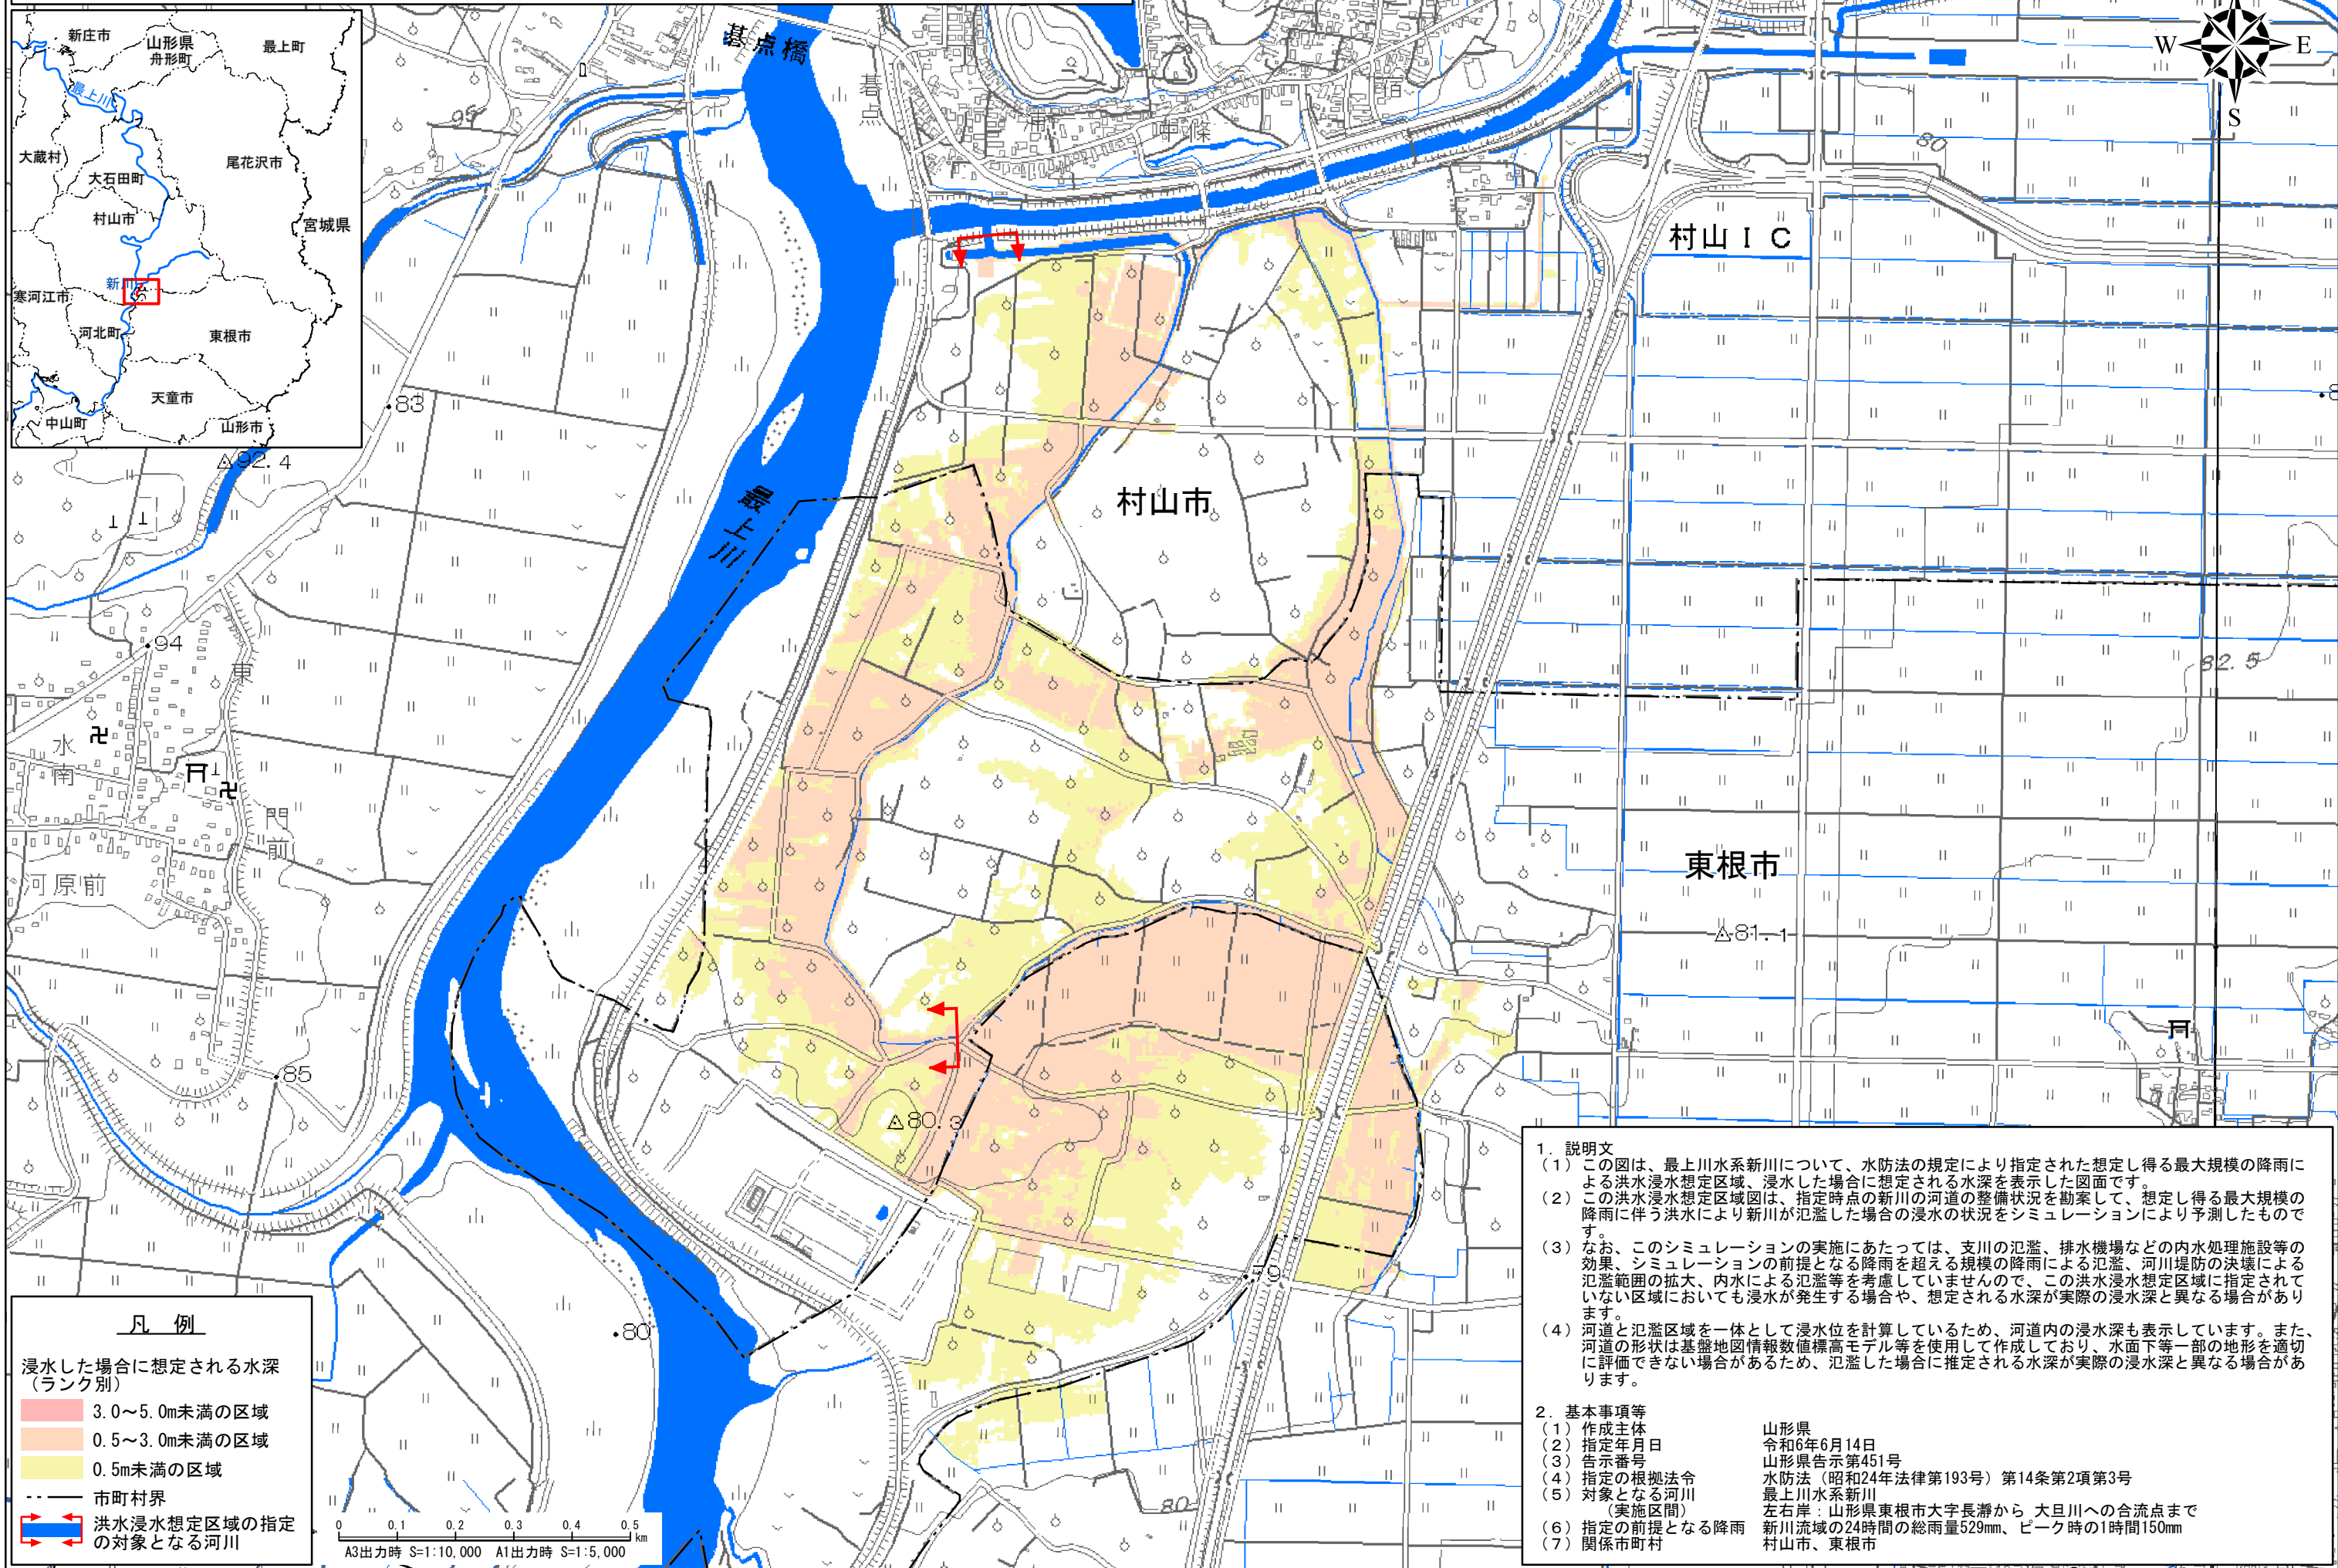 新庄市
山形県
舟形町
最上町
最上川
大蔵村
大石田町
尾花沢市
村山市
宮城県
新川
寒河江市
河北町
東根市
天童市
中山町
山形市
碁点橋
碁点
W
E
S
95
80
村山IC
83
92.4
最上川
村山市
94
東
水南
門前
河原前
82.5
東根市
81.1
85
80.3
79
80
80
凡 例
浸水した場合に想定される水深
（ランク別）
3.0～5.0m未満の区域
0.5～3.0m未満の区域
0.5m未満の区域
市町村界
洪水浸水想定区域の指定
の対象となる河川
0 0.1 0.2 0.3 0.4 0.5
km
A3出力時 S=1:10,000 A1出力時 S=1:5,000
1．説明文
（1）この図は、最上川水系新川について、水防法の規定により指定された想定し得る最大規模の降雨に
よる洪水浸水想定区域、浸水した場合に想定される水深を表示した図面です。
（2）この洪水浸水想定区域図は、指定時点の新川の河道の整備状況を勘案して、想定し得る最大規模の
降雨に伴う洪水により新川が氾濫した場合の浸水の状況をシミュレーションにより予測したもので
す。
（3）なお、このシミュレーションの実施にあたっては、支川の氾濫、排水機場などの内水処理施設等の
効果、シミュレーションの前提となる降雨を超える規模の降雨による氾濫、河川堤防の決壊による
氾濫範囲の拡大、内水による氾濫等を考慮していませんので、この洪水浸水想定区域に指定されて
いない区域においても浸水が発生する場合や、想定される水深が実際の浸水深と異なる場合があり
ます。
（4）河道と氾濫区域を一体として浸水位を計算しているため、河道内の浸水深も表示しています。また、
河道の形状は基盤地図情報数値標高モデル等を使用して作成しており、水面下等一部の地形を適切
に評価できない場合があるため、氾濫した場合に推定される水深が実際の浸水深と異なる場合があ
ります。
2．基本事項等
（1）作成主体 山形県
（2）指定年月日 令和6年6月14日
（3）告示番号 山形県告示第451号
（4）指定の根拠法令 水防法（昭和24年法律第193号）第14条第2項第3号
（5）対象となる河川 最上川水系新川
（実施区間） 左右岸：山形県東根市大字長瀞から 大旦川への合流点まで
（6）指定の前提となる降雨 新川流域の24時間の総雨量529mm、ピーク時の1時間150mm
（7）関係市町村 村山市、東根市